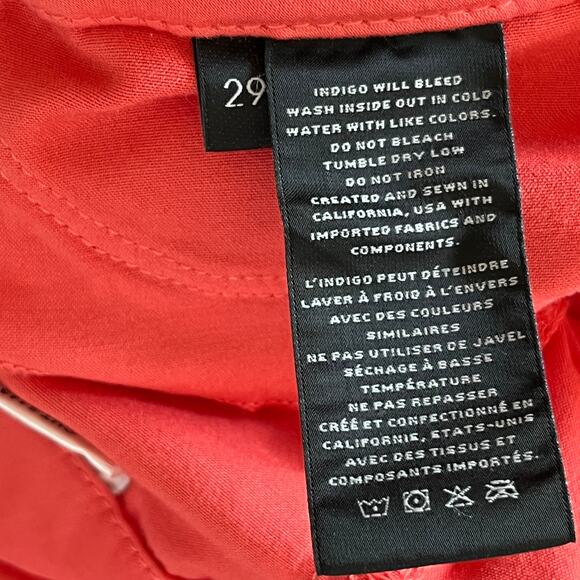 29
INDIGO WILL BLEED
WASH INSIDE OUT IN COLD
WATER WITH LIKE COLORS.
DO NOT BLEACH
TUMBLE DRY LOW
DO NOT IRON
CREATED AND SEWN IN
CALIFORNIA, USA WITH
IMPORTED FABRICS AND
COMPONENTS.
L'INDIGO PEUT DÉTEINDRE
LAVER À FROID À L'ENVERS
AVEC DES COULEURS
SIMILAIRES
NE PAS UTILISER DE JAVEL
SÉCHAGE À BASSE
TEMPÉRATURE
NE PAS REPASSER
CRÉÉ ET CONFECTIONNÉ EN
CALIFORNIE, ETATS-UNIS
AVEC DES TISSUS ET
COMPOSANTS IMPORTÉS.